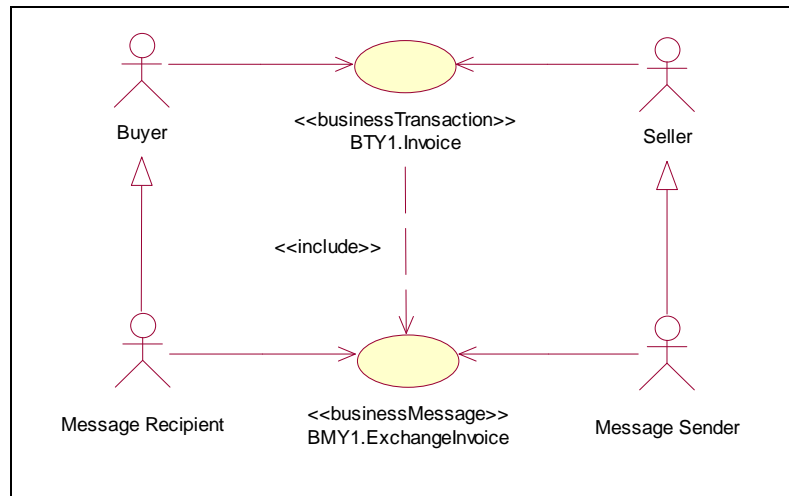 Buyer
<<businessTransaction>>
BTY1.Invoice
Seller
<<include>>
Message Recipient
<<businessMessage>>
BMY1.ExchangeInvoice
Message Sender